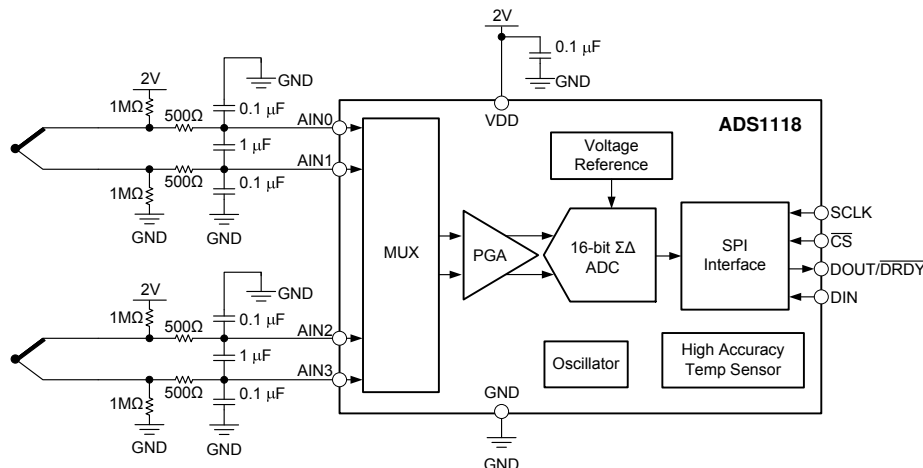 2V
0.1 µF
GND
VDD
ADS1118
GND
2V
1MΩ
500Ω
0.1 µF
AIN0
1 µF
AIN1
500Ω
0.1 µF
1MΩ
GND
GND
GND
2V
1MΩ
500Ω
0.1 µF
AIN2
1 µF
AIN3
500Ω
0.1 µF
1MΩ
GND
GND
MUX
PGA
Voltage
Reference
16-bit ΣΔ
ADC
SPI
Interface
SCLK
CS
DOUT/DRDY
DIN
Oscillator
High Accuracy
Temp Sensor
GND
GND